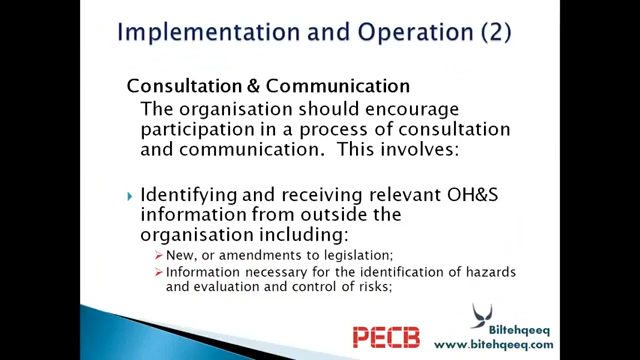 Implementation and Operation (2)
Consultation & Communication
The organisation should encourage
participation in a process of consultation
and communication. This involves:
Identifying and receiving relevant OH&S
information from outside the
organisation including:
New, or amendments to legislation;
Information necessary for the identification of hazards
and evaluation and control of risks;
PECB
Biltehqeeq
www.bitehqeeq.com